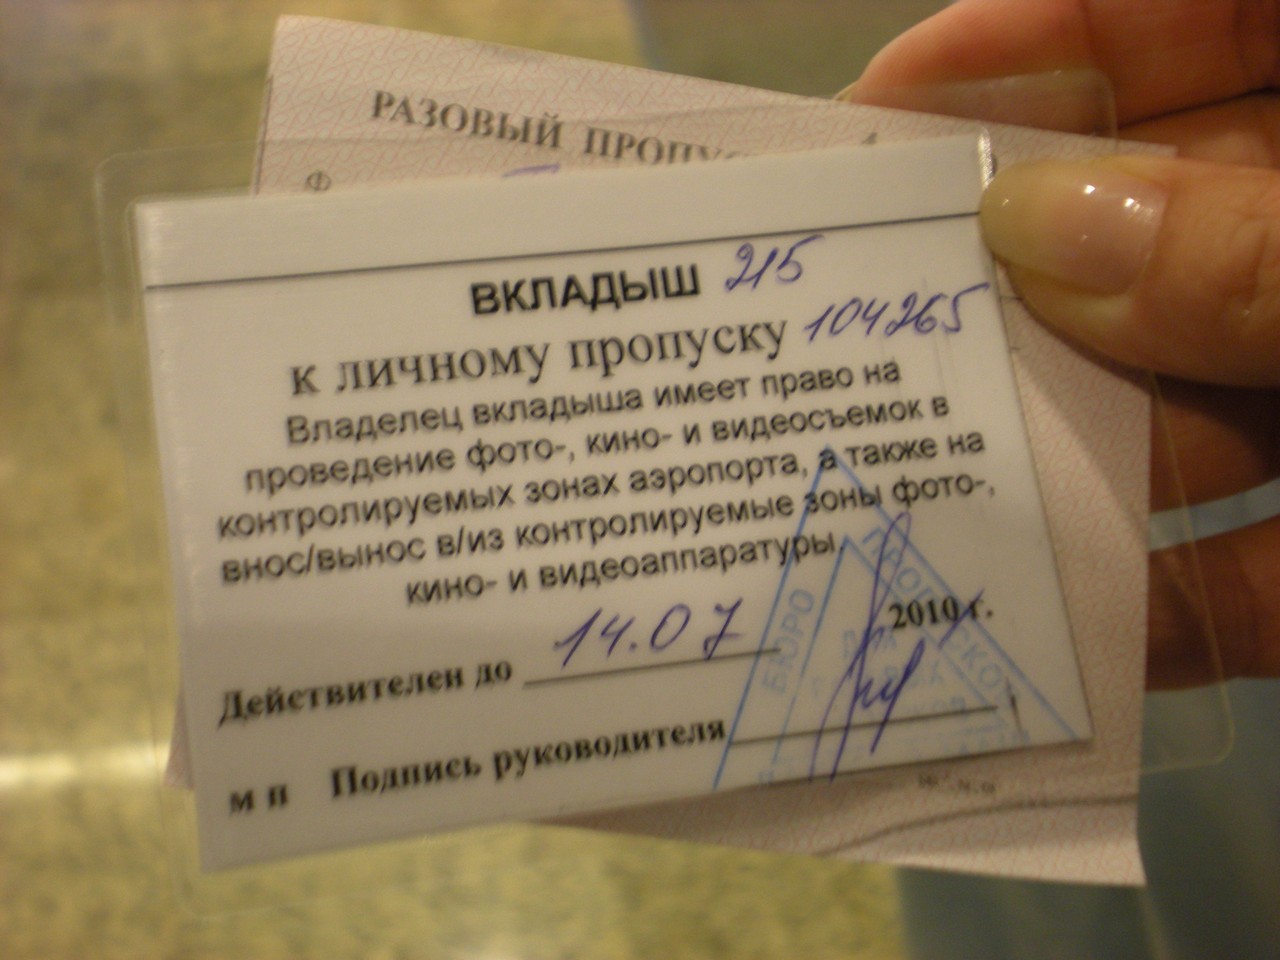 РАЗОВЫЙ ПРОПУСК
Ф
ВКЛАДЫШ 215
к личному пропуску 104265
Владелец вкладыша имеет право на
проведение фото-, кино- и видеосъемок в
контролируемых зонах аэропорта, а также на
внос/вынос в/из контролируемые зоны фото-,
кино- и видеоаппаратуры.
Действителен до 14.07 2010 г.
м п Подпись руководителя
БЮРО